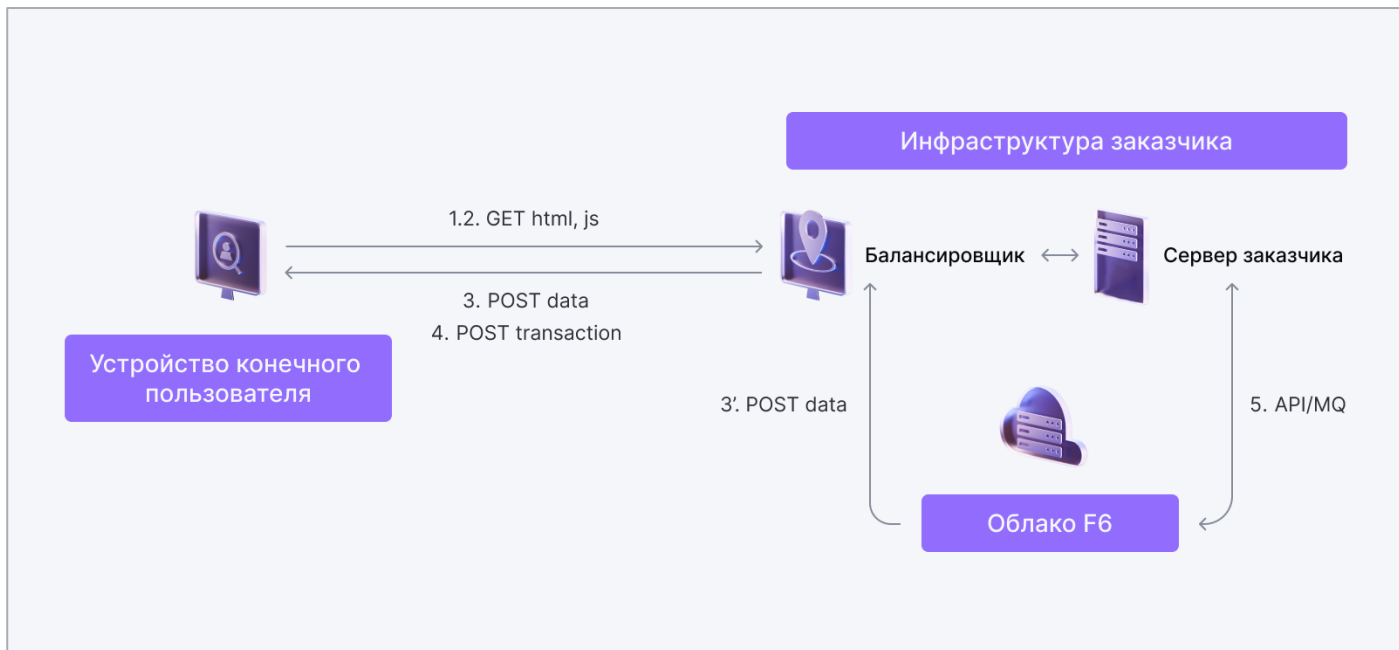 Инфраструктура заказчика
1.2. GET html, js
Балансировщик
Сервер заказчика
3. POST data
4. POST transaction
Устройство конечного
пользователя
3’. POST data
5. API/MQ
Облако F6